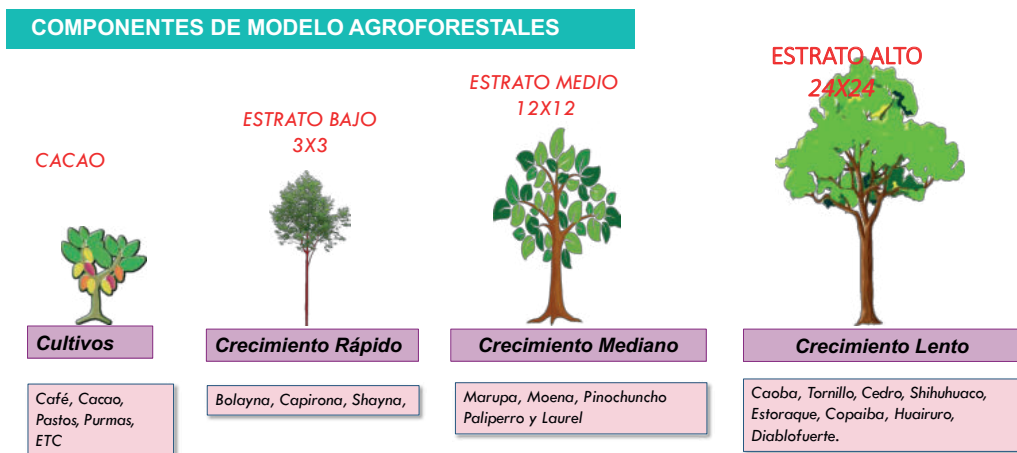 COMPONENTES DE MODELO AGROFORESTALES
CACAO
ESTRATO BAJO
3X3
ESTRATO MEDIO
12X12
ESTRATO ALTO
24X24
Cultivos
Crecimiento Rápido
Crecimiento Mediano
Crecimiento Lento
Café, Cacao,
Pastos, Purmas,
ETC
Bolayna, Capirona, Shayna,
Marupa, Moena, Pinochuncho
Paliperro y Laurel
Caoba, Tornillo, Cedro, Shihuhuaco,
Estoraque, Copaiba, Huairuro,
Diablofuerte.